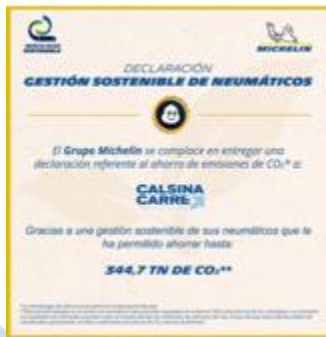 MICHELIN
DECLARACIÓN
GESTIÓN SOSTENIBLE DE NEUMÁTICOS
El Grupo Michelin se complace en entregar una
declaración referente al ahorro de emisiones de CO₂* a:
CALSINA
CARRE
Gracias a una gestión sostenible de sus neumáticos que le
ha permitido ahorrar hasta:
344,7 TN DE CO₂**